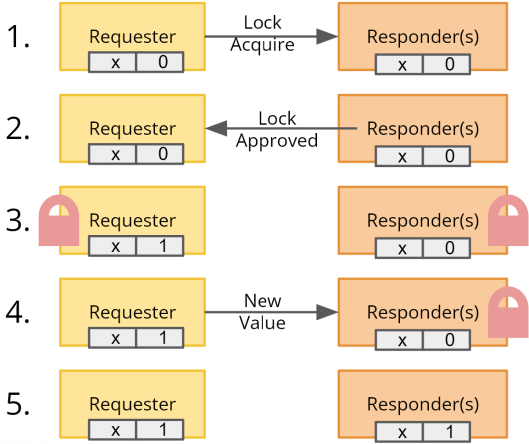 1.
Requester
x 0
Lock
Acquire
Responder(s)
x 0
2.
Requester
x 0
Lock
Approved
Responder(s)
x 0
3.
Requester
x 1
Responder(s)
x 0
4.
Requester
x 1
New
Value
Responder(s)
x 0
5.
Requester
x 1
Responder(s)
x 1